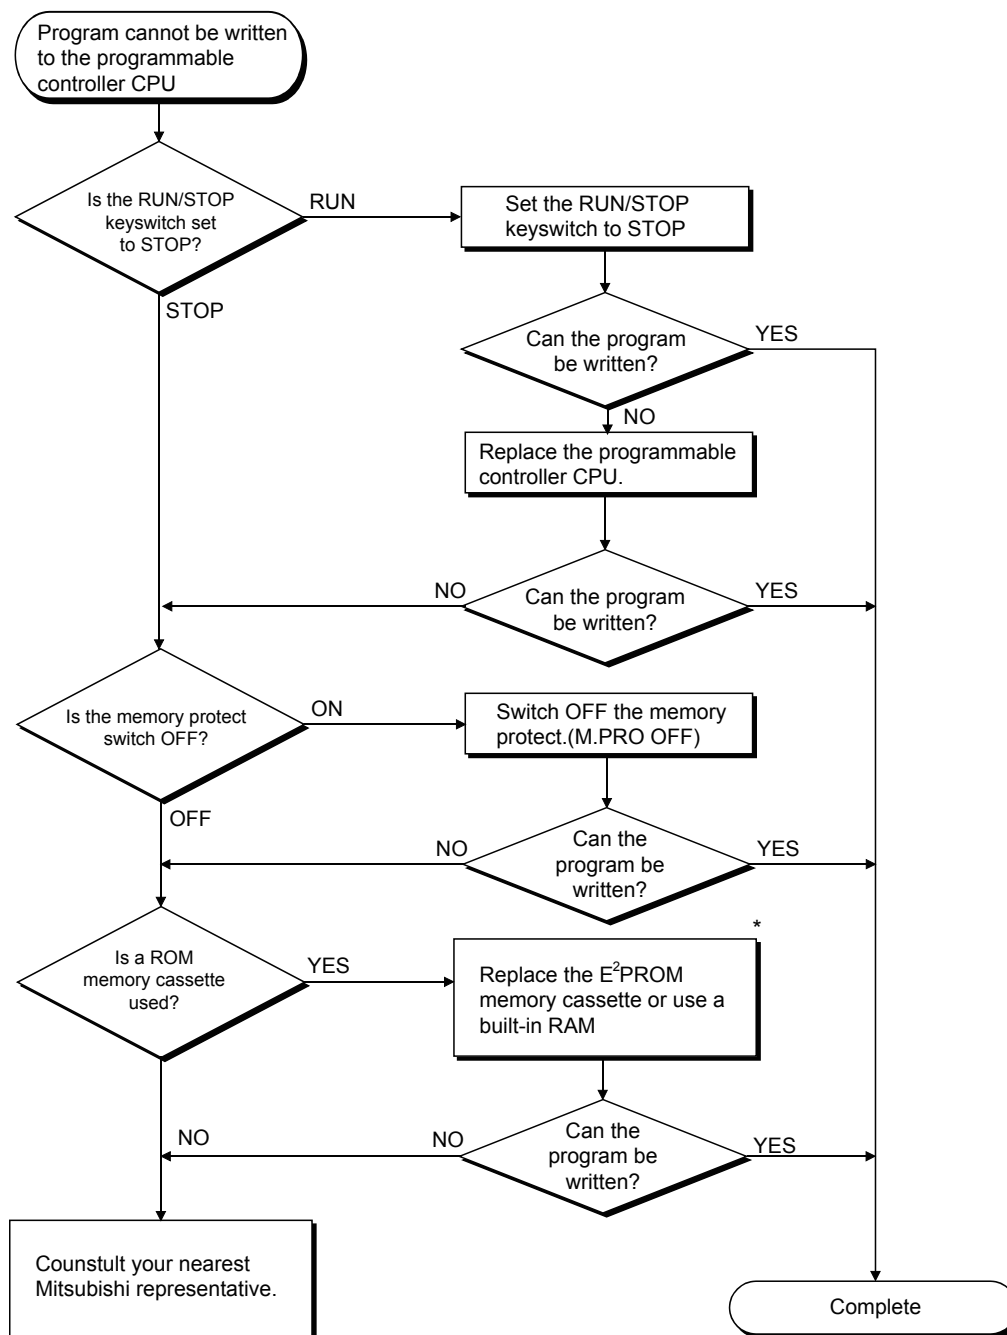 Program cannot be written
to the programmable
controller CPU
Is the RUN/STOP
keyswitch set
to STOP?
RUN
Set the RUN/STOP
keyswitch to STOP
STOP
Can the program
be written?
YES
NO
Replace the programmable
controller CPU.
NO
Can the program
be written?
YES
Is the memory protect
switch OFF?
ON
Switch OFF the memory
protect.(M.PRO OFF)
OFF
NO
Can the
program be
written?
YES
*
Is a ROM
memory cassette
used?
YES
Replace the E²PROM
memory cassette or use a
built-in RAM
NO
NO
Can the
program be
written?
YES
Counstult your nearest
Mitsubishi representative.
Complete